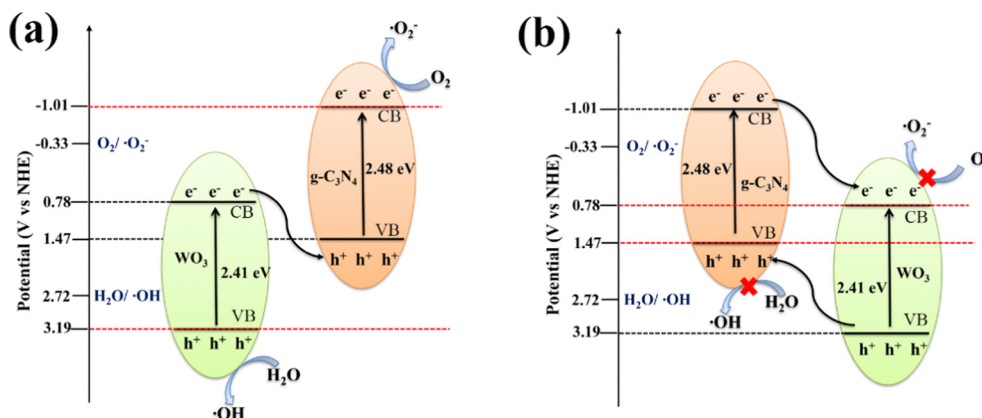 (a)
Potential (V vs NHE)
-1.01
-0.33
0.78
1.47
2.72
3.19
O₂/ ·O₂⁻
H₂O/ ·OH
e⁻ e⁻ e⁻
CB
WO₃
2.41 eV
VB
h⁺ h⁺ h⁺
H₂O
·OH
·O₂⁻
O₂
e⁻ e⁻ e⁻
CB
2.48 eV
g-C₃N₄
VB
h⁺ h⁺ h⁺
(b)
Potential (V vs NHE)
-1.01
-0.33
0.78
1.47
2.72
3.19
O₂/ ·O₂⁻
H₂O/ ·OH
e⁻ e⁻ e⁻
CB
2.48 eV
g-C₃N₄
VB
h⁺ h⁺ h⁺
H₂O
·OH
·O₂⁻
O
e⁻ e⁻ e⁻
CB
WO₃
2.41 eV
VB
h⁺ h⁺ h⁺